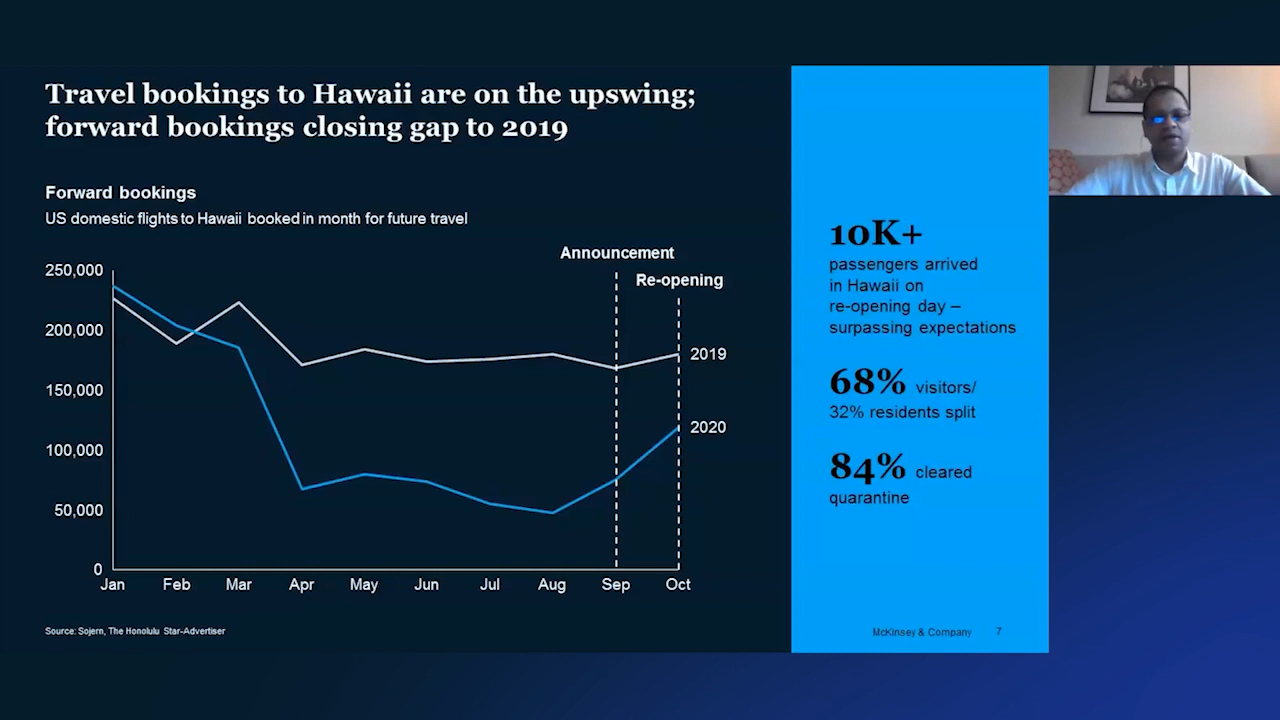 Travel bookings to Hawaii are on the upswing;
forward bookings closing gap to 2019
Forward bookings
US domestic flights to Hawaii booked in month for future travel
Announcement
Re-opening
250,000
200,000
150,000
100,000
50,000
0
2019
2020
Jan Feb Mar Apr May Jun Jul Aug Sep Oct
Source: Sojern, The Honolulu Star-Advertiser
10K+
passengers arrived
in Hawaii on
re-opening day –
surpassing expectations
68% visitors/
32% residents split
84% cleared
quarantine
McKinsey & Company 7